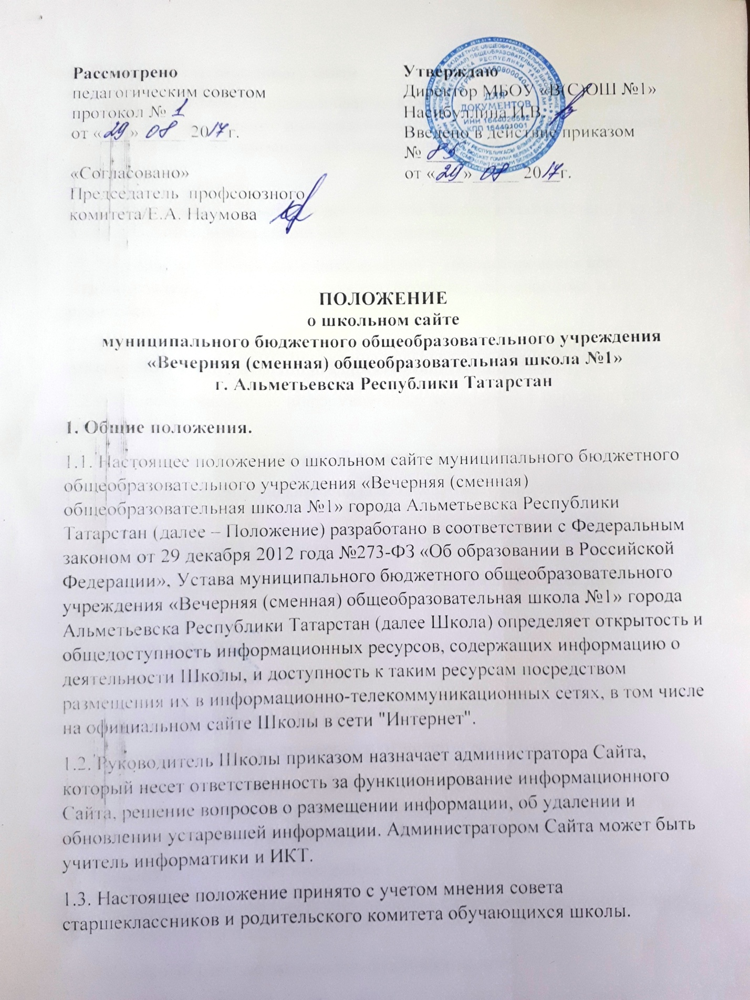 Рассмотрено
педагогическим советом
протокол № 1
от «29» 08 2017г.
«Согласовано»
Председатель профсоюзного
комитета/Е.А. Наумова
Утверждаю
Директор МБОУ «В(С)ОШ №1»
Насибуллина И.В.
Введено в действие приказом
№ 85
от «29» 08 2017г.
ДЛЯ
ДОКУМЕНТОВ
ИНН 1644026592
КПП 164401001
ПОЛОЖЕНИЕ
о школьном сайте
муниципального бюджетного общеобразовательного учреждения
«Вечерняя (сменная) общеобразовательная школа №1»
г. Альметьевска Республики Татарстан
1. Общие положения.
1.1. Настоящее положение о школьном сайте муниципального бюджетного
общеобразовательного учреждения «Вечерняя (сменная)
общеобразовательная школа №1» города Альметьевска Республики
Татарстан (далее – Положение) разработано в соответствии с Федеральным
законом от 29 декабря 2012 года №273-ФЗ «Об образовании в Российской
Федерации», Устава муниципального бюджетного общеобразовательного
учреждения «Вечерняя (сменная) общеобразовательная школа №1» города
Альметьевска Республики Татарстан (далее Школа) определяет открытость и
общедоступность информационных ресурсов, содержащих информацию о
деятельности Школы, и доступность к таким ресурсам посредством
размещения их в информационно-телекоммуникационных сетях, в том числе
на официальном сайте Школы в сети "Интернет".
1.2. Руководитель Школы приказом назначает администратора Сайта,
который несет ответственность за функционирование информационного
Сайта, решение вопросов о размещении информации, об удалении и
обновлении устаревшей информации. Администратором Сайта может быть
учитель информатики и ИКТ.
1.3. Настоящее положение принято с учетом мнения совета
старшеклассников и родительского комитета обучающихся школы.